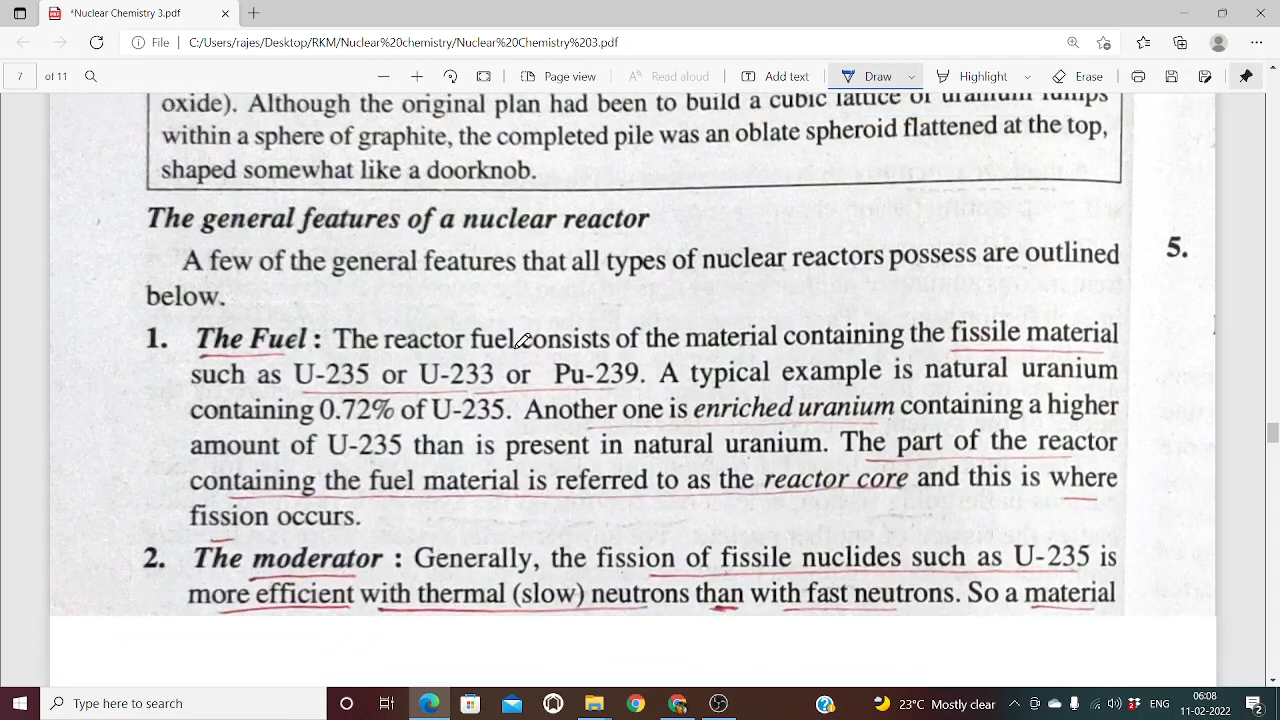 *Nuclear Chemistry 3.pdf
File C:/Users/rajes/Desktop/RKM/Nuclear%20chemistry/Nuclear%20Chemistry%203.pdf
7 of 11 Page view Read aloud Add text Draw Highlight Erase
oxide). Although the original plan had been to build a cubic lattice of uranium lumps
within a sphere of graphite, the completed pile was an oblate spheroid flattened at the top,
shaped somewhat like a doorknob.
The general features of a nuclear reactor
A few of the general features that all types of nuclear reactors possess are outlined
below.
5.
1. The Fuel : The reactor fuel consists of the material containing the fissile material
such as U-235 or U-233 or Pu-239. A typical example is natural uranium
containing 0.72% of U-235. Another one is enriched uranium containing a higher
amount of U-235 than is present in natural uranium. The part of the reactor
containing the fuel material is referred to as the reactor core and this is where
fission occurs.
2. The moderator : Generally, the fission of fissile nuclides such as U-235 is
more efficient with thermal (slow) neutrons than with fast neutrons. So a material
Type here to search
23°C Mostly clear ENG 06:08
11-02-2022